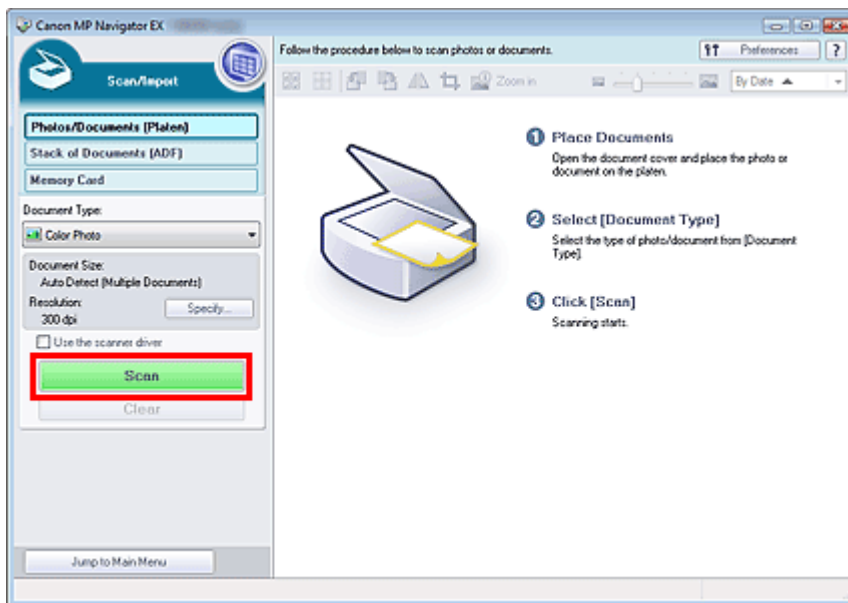 Canon MP Navigator EX
Scan/Import
Photos/Documents (Platen)
Stack of Documents (ADF)
Memory Card
Document Type:
Color Photo
Document Size:
Auto Detect (Multiple Documents)
Resolution:
300 dpi
Specify...
Use the scanner driver
Scan
Clear
Jump to Main Menu
Follow the procedure below to scan photos or documents.
Preferences
?
Zoom in
By Date
1 Place Documents
Open the document cover and place the photo or
document on the platen.
2 Select [Document Type]
Select the type of photo/document from [Document
Type].
3 Click [Scan]
Scanning starts.